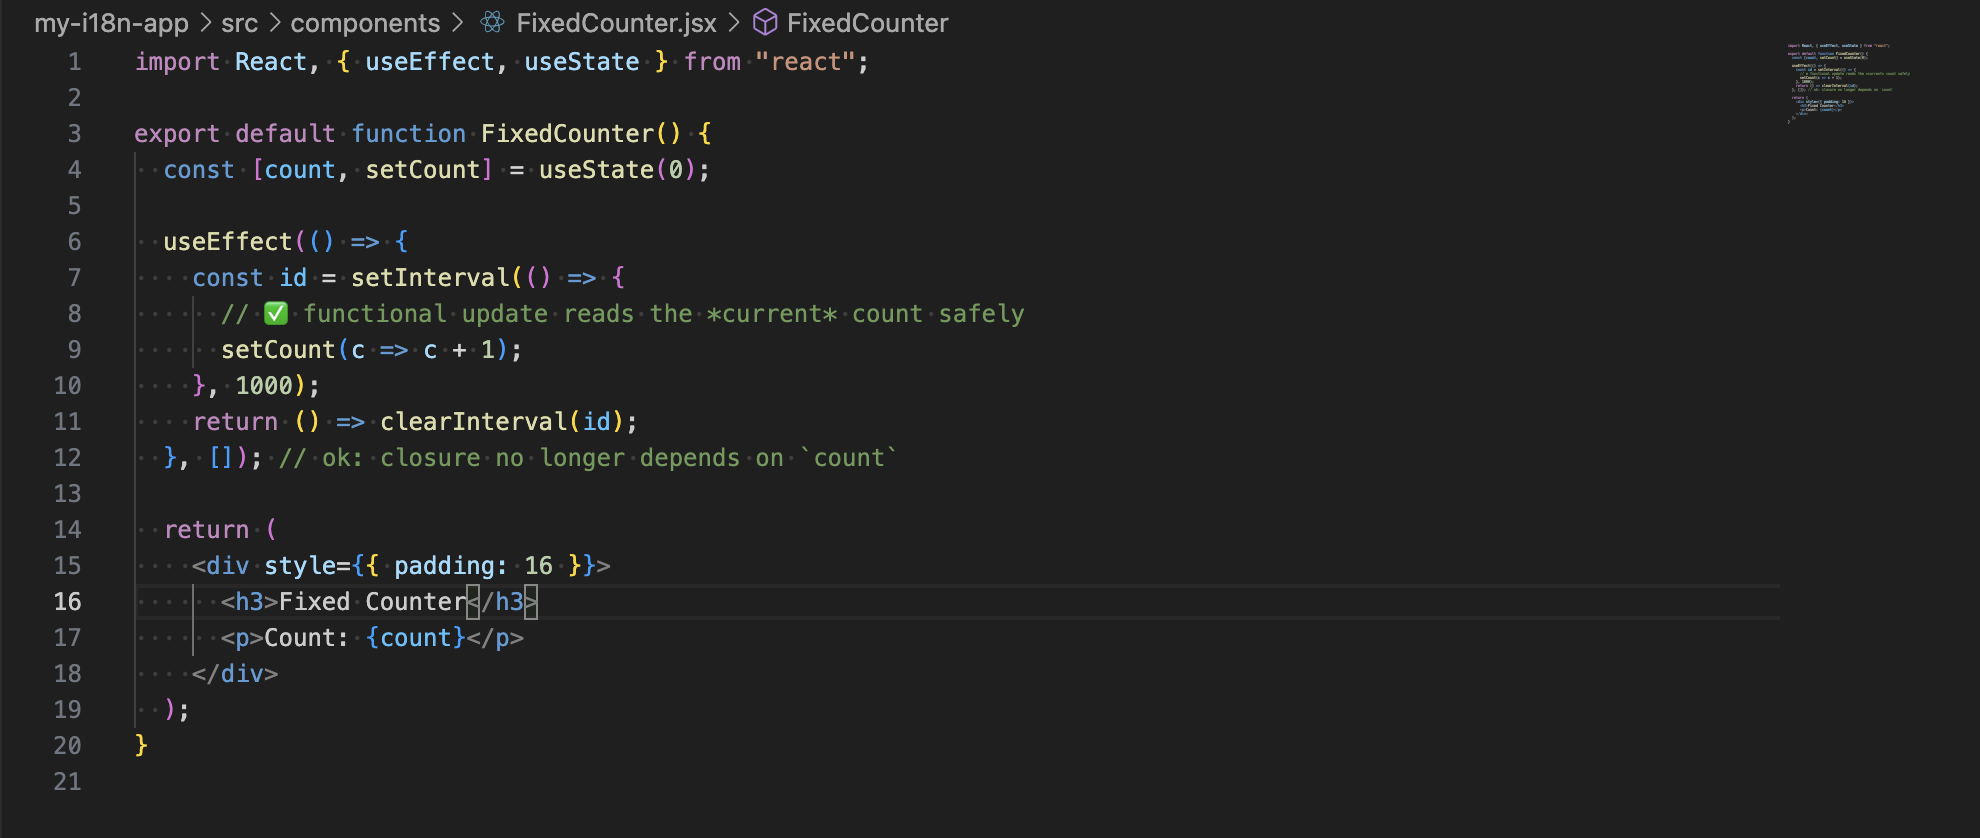 my-i18n-app > src > components > FixedCounter.jsx > FixedCounter
1 import React, { useEffect, useState } from "react";
2
3 export default function FixedCounter() {
4   const [count, setCount] = useState(0);
5
6   useEffect(() => {
7     const id = setInterval(() => {
8       // ✅ functional update reads the *current* count safely
9       setCount(c => c + 1);
10     }, 1000);
11     return () => clearInterval(id);
12   }, []); // ok: closure no longer depends on `count`
13
14   return (
15     <div style={{ padding: 16 }}>
16       <h3>Fixed Counter</h3>
17       <p>Count: {count}</p>
18     </div>
19   );
20 }
21